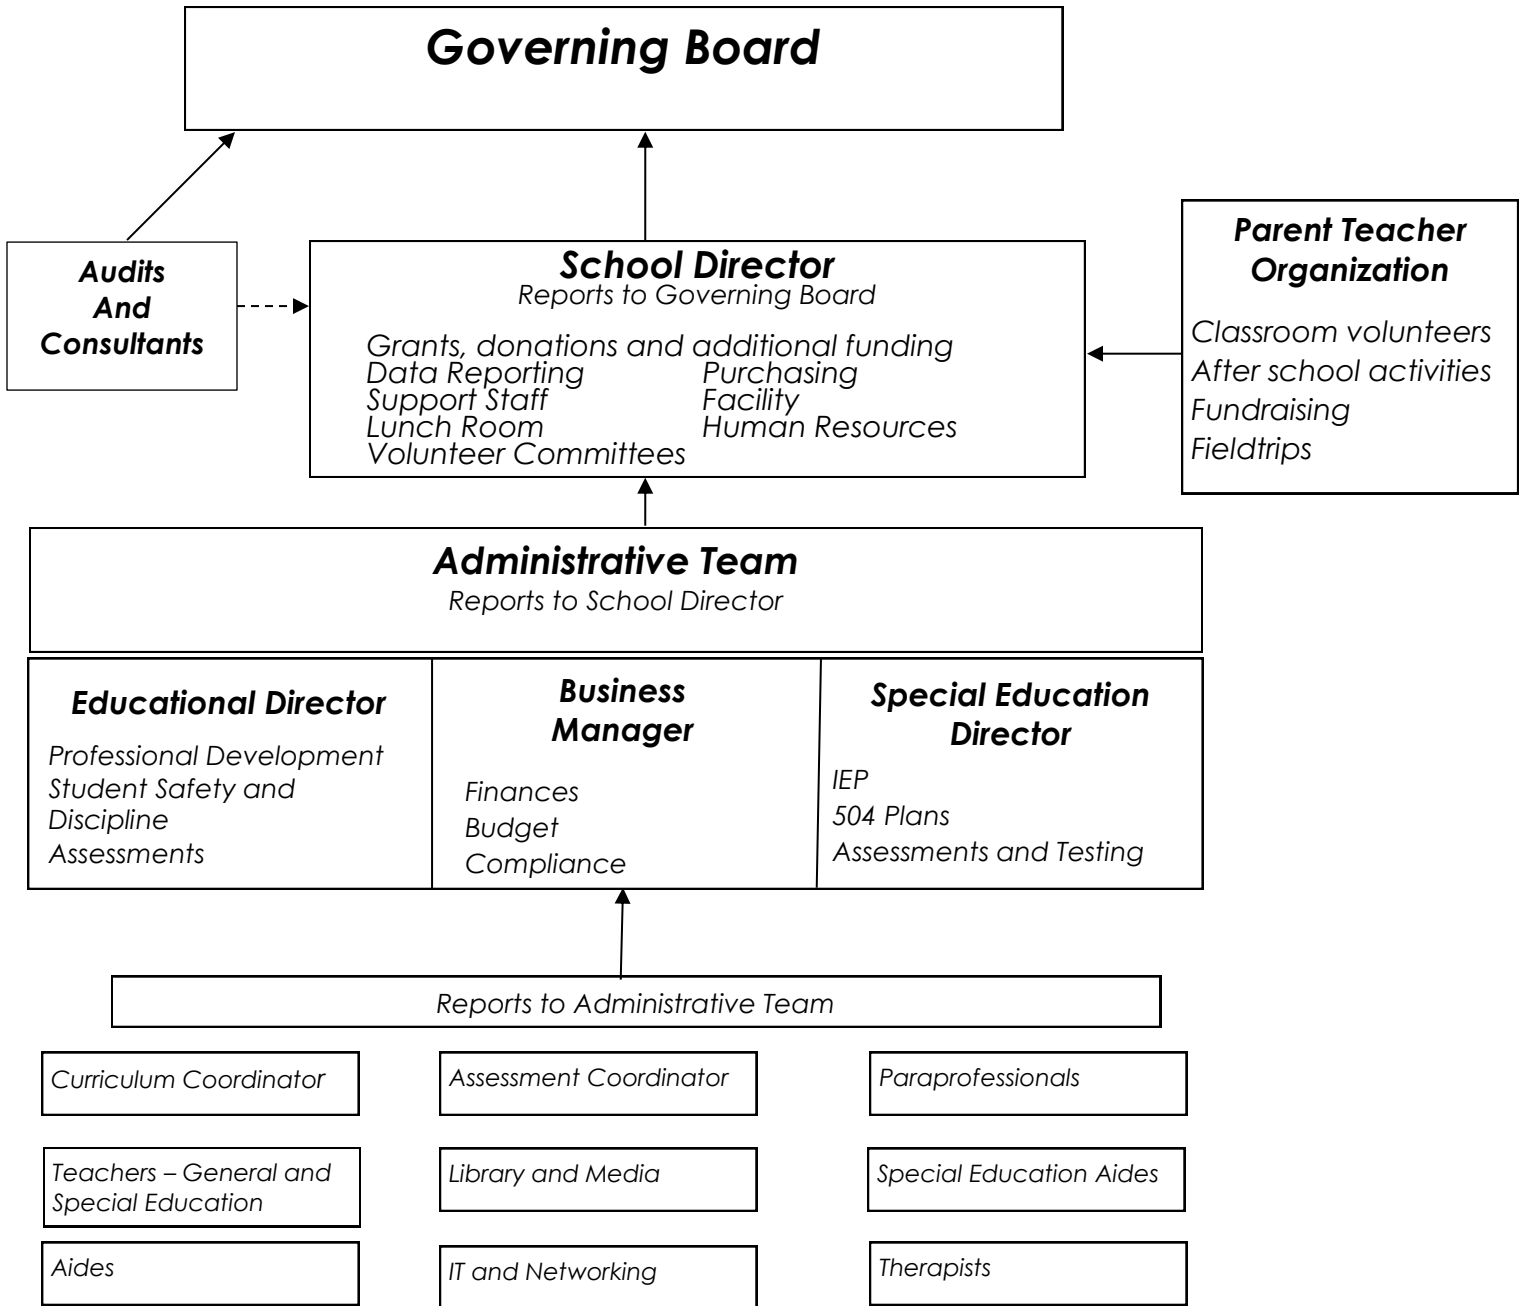 Governing Board
Audits
And
Consultants
School Director
Reports to Governing Board
Grants, donations and additional funding
Data Reporting Purchasing
Support Staff Facility
Lunch Room Human Resources
Volunteer Committees
Parent Teacher
Organization
Classroom volunteers
After school activities
Fundraising
Fieldtrips
Administrative Team
Reports to School Director
Educational Director
Professional Development
Student Safety and
Discipline
Assessments
Business
Manager
Finances
Budget
Compliance
Special Education
Director
IEP
504 Plans
Assessments and Testing
Reports to Administrative Team
Curriculum Coordinator
Assessment Coordinator
Paraprofessionals
Teachers – General and
Special Education
Library and Media
Special Education Aides
Aides
IT and Networking
Therapists